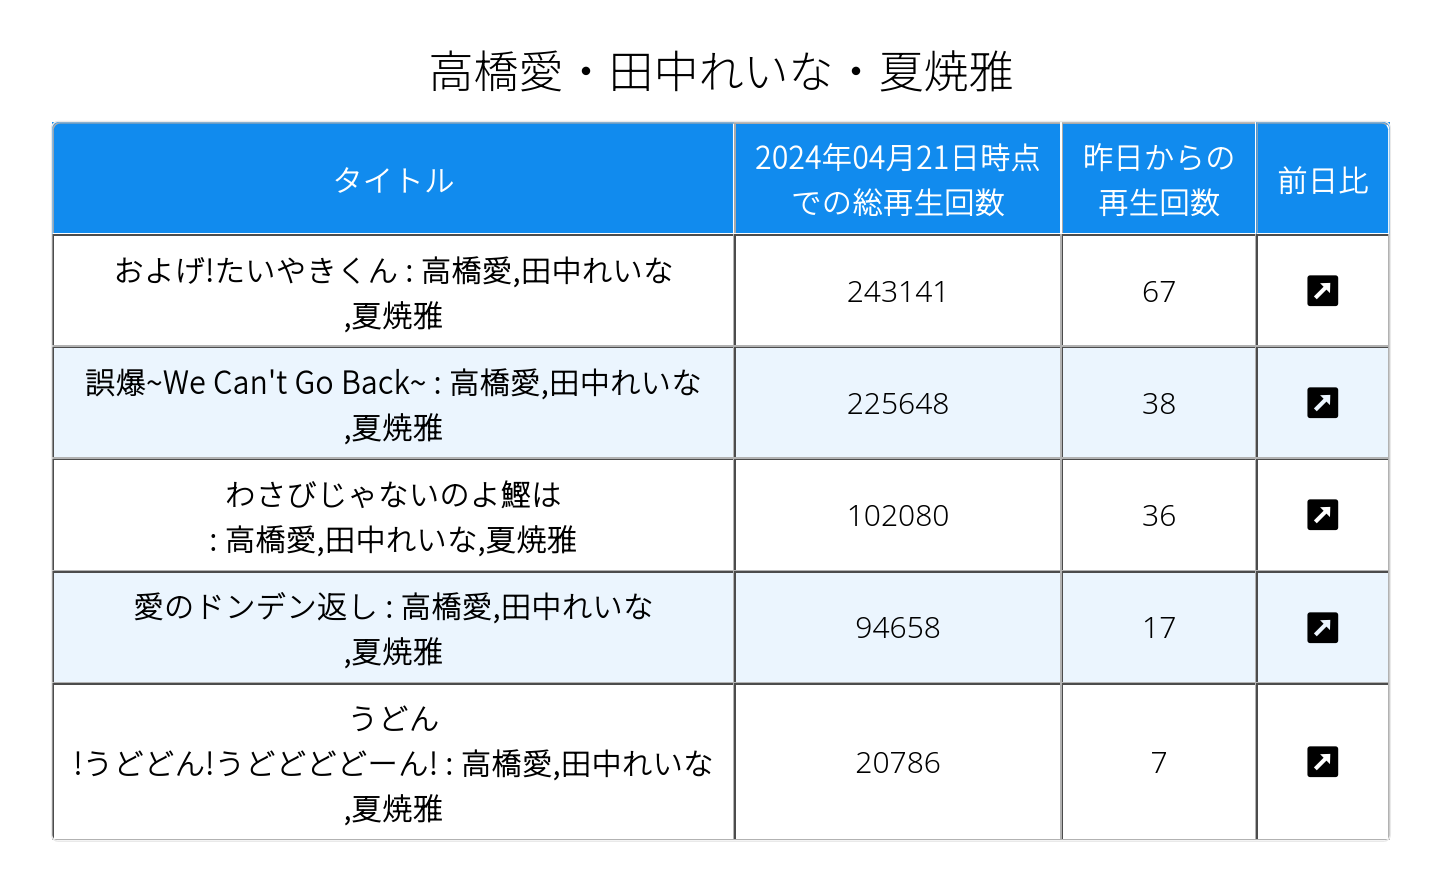 高橋愛・田中れいな・夏焼雅
タイトル
2024年04月21日時点
での総再生回数
昨日からの
再生回数
前日比
およげ!たいやきくん : 高橋愛,田中れいな
,夏焼雅
243141
67
誤爆~We Can't Go Back~ : 高橋愛,田中れいな
,夏焼雅
225648
38
わさびじゃないのよ鰹は
: 高橋愛,田中れいな,夏焼雅
102080
36
愛のドンデン返し : 高橋愛,田中れいな
,夏焼雅
94658
17
うどん
!うどどん!うどどどどーん! : 高橋愛,田中れいな
,夏焼雅
20786
7